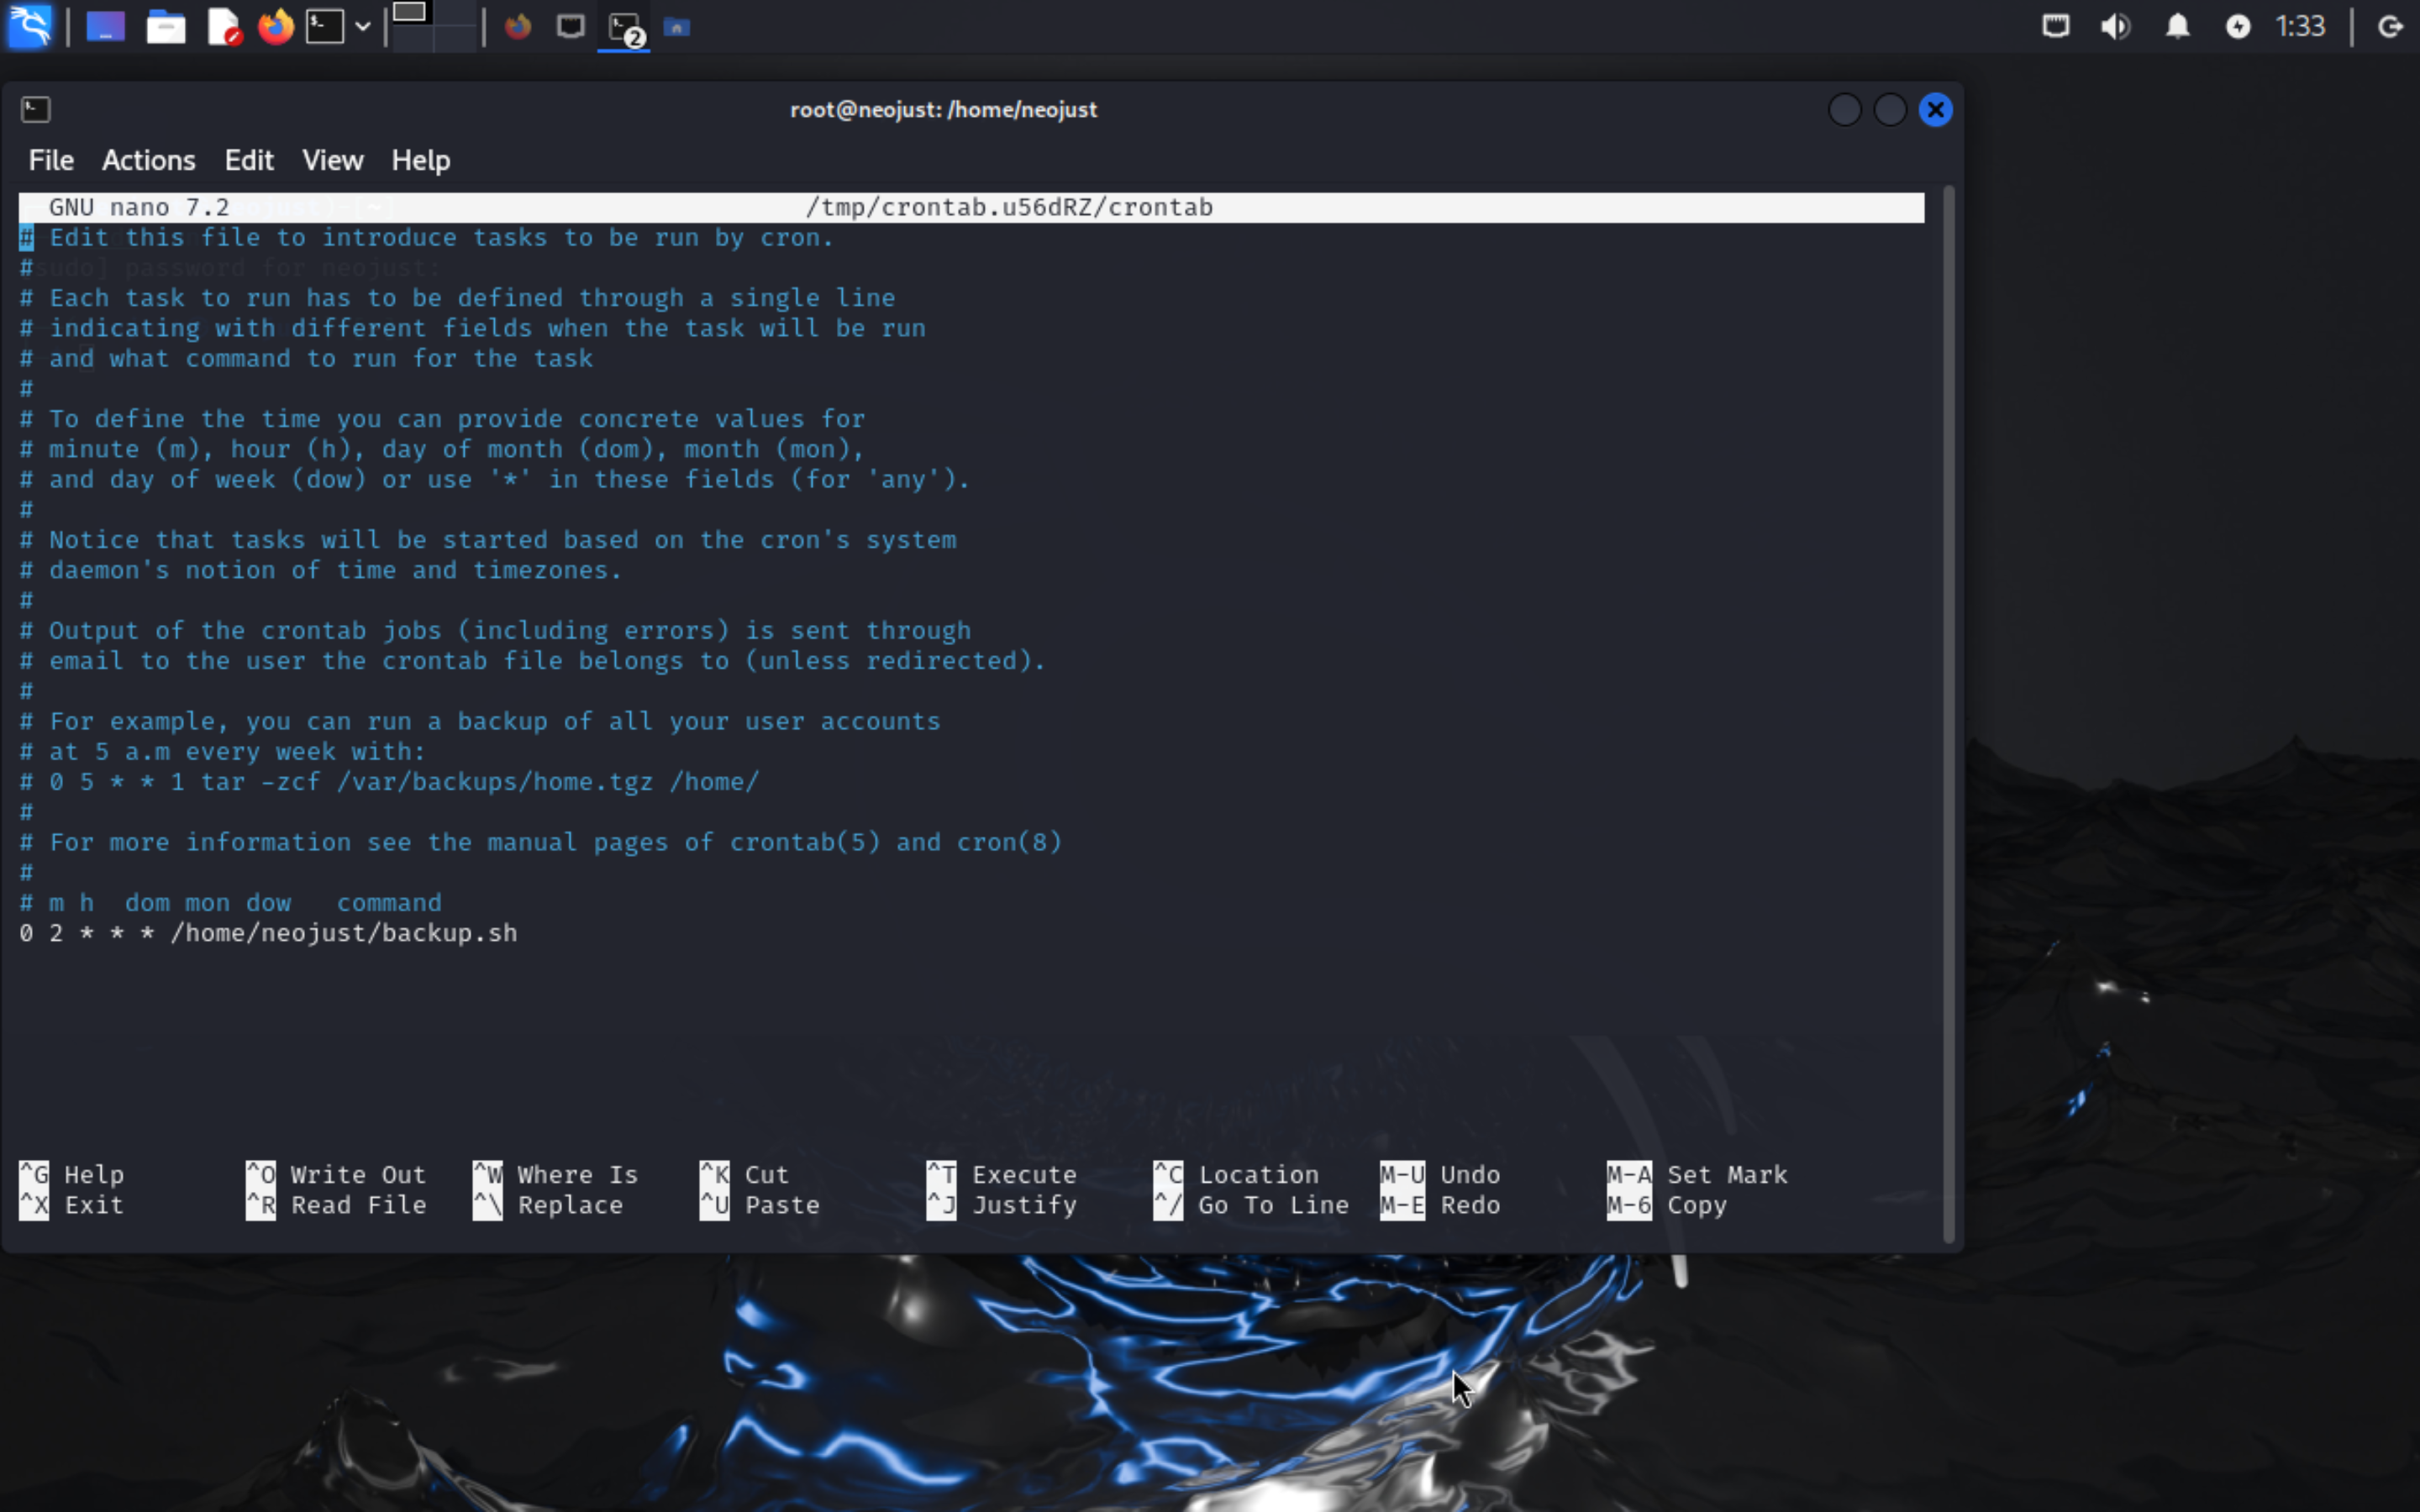 1:33
root@neojust: /home/neojust
File Actions Edit View Help
GNU nano 7.2 /tmp/crontab.u56dRZ/crontab
# Edit this file to introduce tasks to be run by cron.
#
sudo] password for neojust:
# Each task to run has to be defined through a single line
# indicating with different fields when the task will be run
# and what command to run for the task
#
# To define the time you can provide concrete values for
# minute (m), hour (h), day of month (dom), month (mon),
# and day of week (dow) or use '*' in these fields (for 'any').
#
# Notice that tasks will be started based on the cron's system
# daemon's notion of time and timezones.
#
# Output of the crontab jobs (including errors) is sent through
# email to the user the crontab file belongs to (unless redirected).
#
# For example, you can run a backup of all your user accounts
# at 5 a.m every week with:
# 0 5 * * 1 tar -zcf /var/backups/home.tgz /home/
#
# For more information see the manual pages of crontab(5) and cron(8)
#
# m h  dom mon dow   command
0 2 * * * /home/neojust/backup.sh
^G Help ^O Write Out ^W Where Is ^K Cut ^T Execute ^C Location M-U Undo M-A Set Mark
^X Exit ^R Read File ^\ Replace ^U Paste ^J Justify ^/ Go To Line M-E Redo M-6 Copy